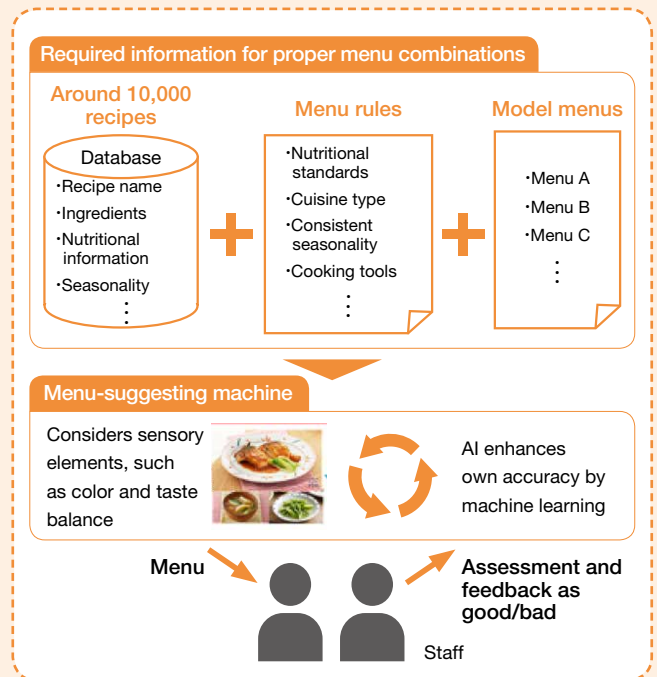 Required information for proper menu combinations
Around 10,000
recipes
Database
・Recipe name
・Ingredients
・Nutritional
information
・Seasonality
⋮
Menu rules
・Nutritional
standards
・Cuisine type
・Consistent
seasonality
・Cooking tools
⋮
Model menus
・Menu A
・Menu B
・Menu C
⋮
Menu-suggesting machine
Considers sensory
elements, such
as color and taste
balance
AI enhances
own accuracy by
machine learning
Menu
Assessment and
feedback as
good/bad
Staff